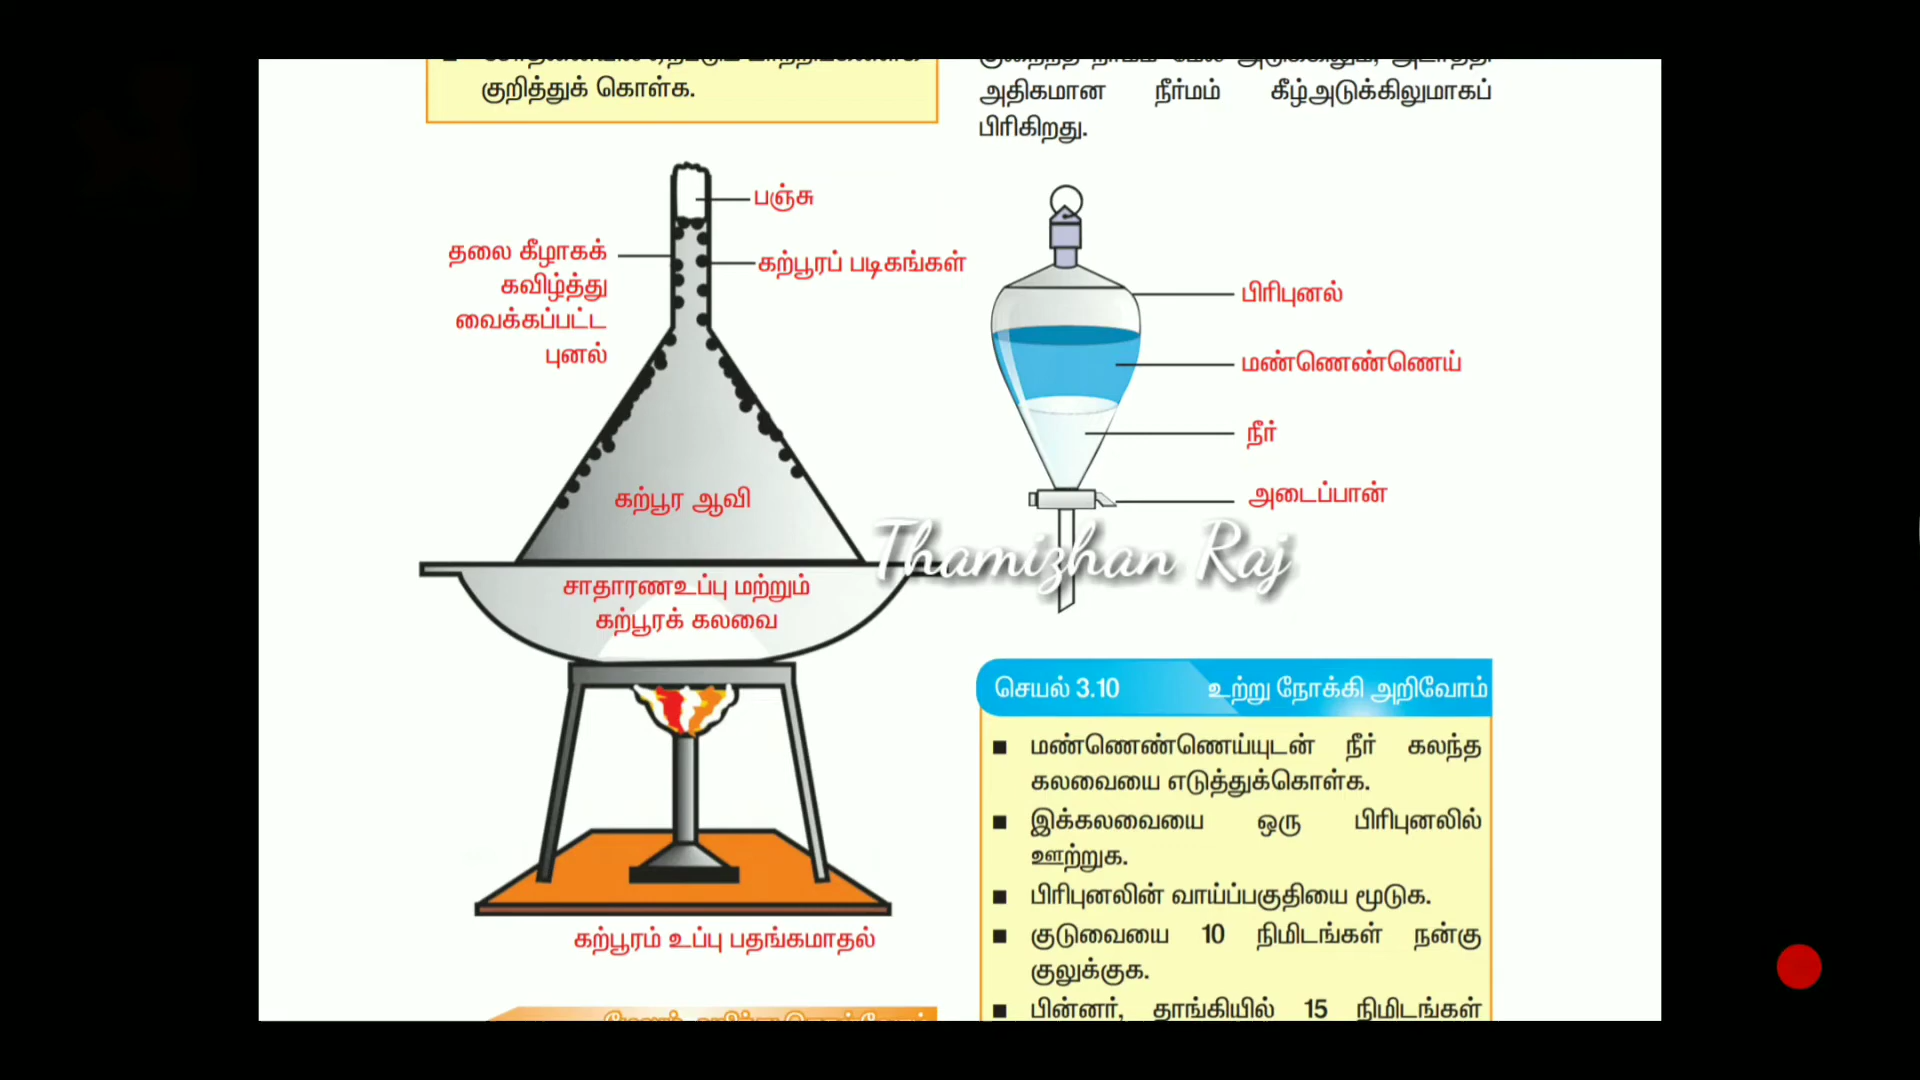 குறித்துக் கொள்க.
பஞ்சு
தலை கீழாகக்
கவிழ்த்து
வைக்கப்பட்ட
புனல்
கற்பூரப் படிகங்கள்
கற்பூர ஆவி
சாதாரணஉப்பு மற்றும்
கற்பூரக் கலவை
கற்பூரம் உப்பு பதங்கமாதல்
அதிகமான நீர்மம் கீழ்அடுக்கிலுமாகப்
பிரிகிறது.
பிரிபுனல்
மண்ணெண்ணெய்
நீர்
அடைப்பான்
Thamizhan Raj
செயல் 3.10 உற்று நோக்கி அறிவோம்
■ மண்ணெண்ணெய்யுடன் நீர் கலந்த
கலவையை எடுத்துக்கொள்க.
■ இக்கலவையை ஒரு பிரிபுனலில்
ஊற்றுக.
■ பிரிபுனலின் வாய்ப்பகுதியை மூடுக.
■ குடுவையை 10 நிமிடங்கள் நன்கு
குலுக்குக.
■ பின்னர், தாங்கியில் 15 நிமிடங்கள்